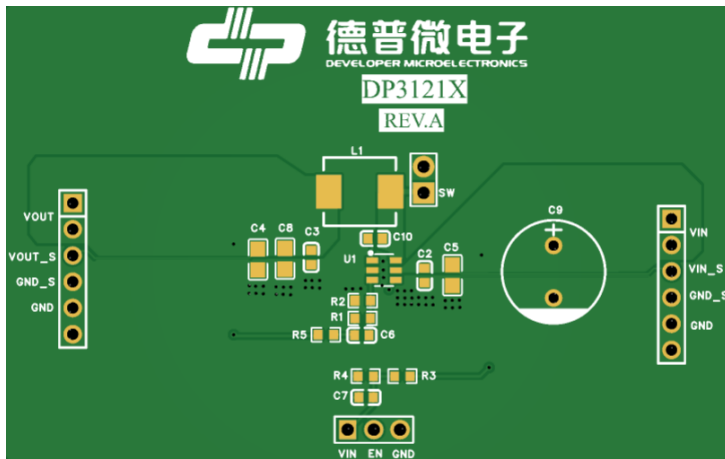 德普微电子
DEVELOPER MICROELECTRONICS
DP3121X
REV.A
L1
SW
VOUT
VOUT_S
GND_S
GND
C4
C8
C3
C10
U1
C2
C5
C9
VIN
VIN_S
GND_S
GND
R2
R1
R5
C6
R4
R3
C7
VIN EN GND